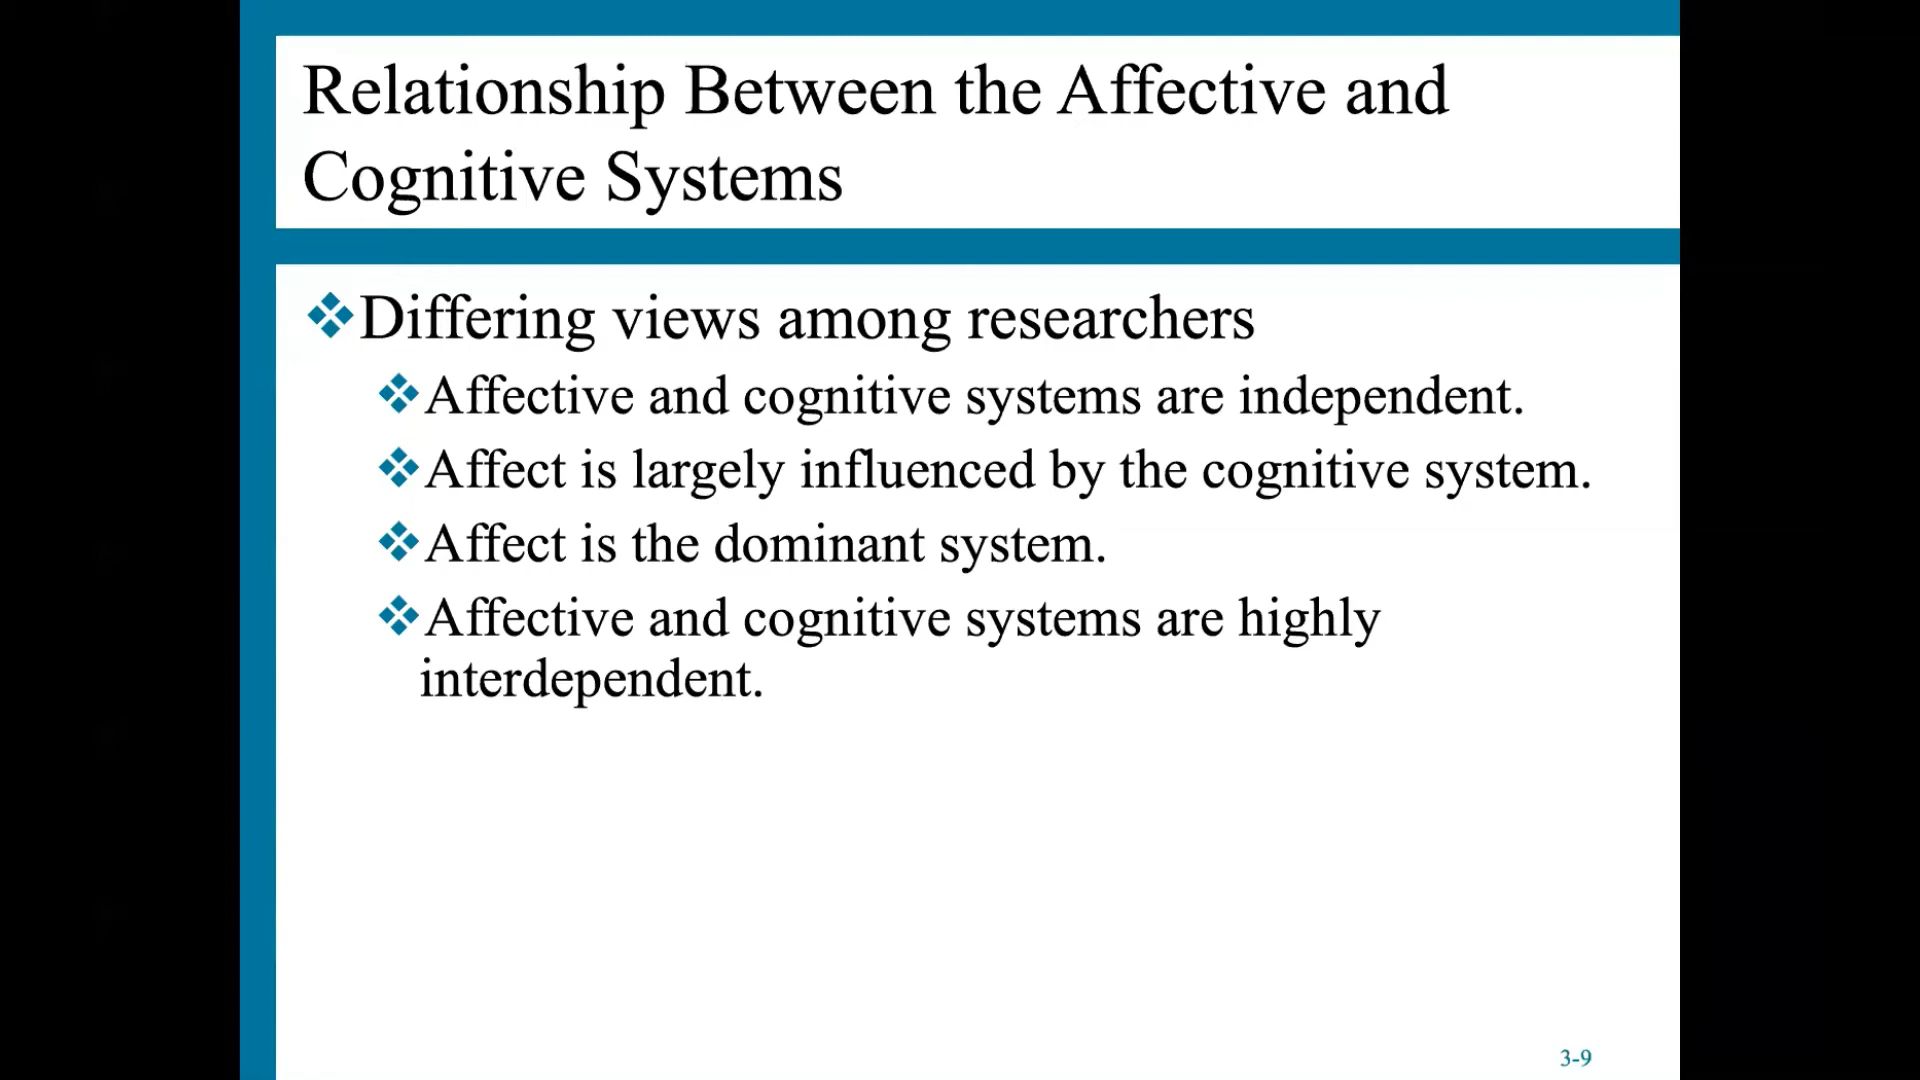 Relationship Between the Affective and
Cognitive Systems
❖Differing views among researchers
❖Affective and cognitive systems are independent.
❖Affect is largely influenced by the cognitive system.
❖Affect is the dominant system.
❖Affective and cognitive systems are highly
interdependent.
3-9